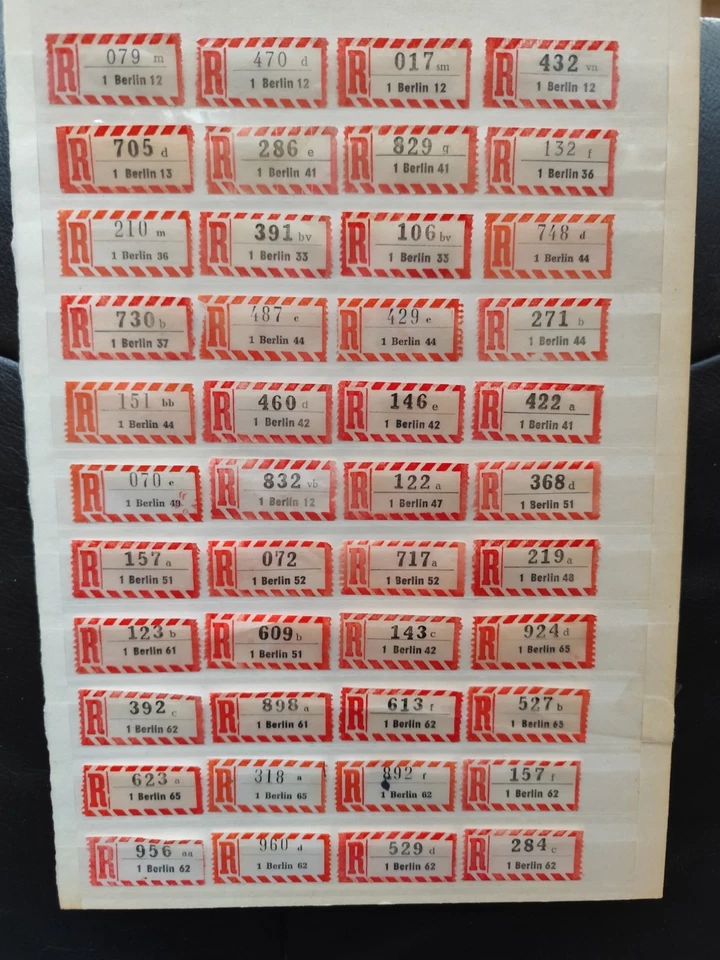 R 079 m
1 Berlin 12
R 470 d
1 Berlin 12
R 017 sm
1 Berlin 12
R 432 vn
1 Berlin 12
R 705 d
1 Berlin 13
R 286 e
1 Berlin 41
R 829 g
1 Berlin 41
R 132 f
1 Berlin 36
R 210 m
1 Berlin 36
R 391 bv
1 Berlin 33
R 106 bv
1 Berlin 33
R 748 d
1 Berlin 44
R 730 b
1 Berlin 37
R 487 c
1 Berlin 44
R 429 e
1 Berlin 44
R 271 b
1 Berlin 44
R 151 bb
1 Berlin 44
R 460 d
1 Berlin 42
R 146 e
1 Berlin 42
R 422 a
1 Berlin 41
R 070 e
1 Berlin 49
R 832 vb
1 Berlin 12
R 122 a
1 Berlin 47
R 368 d
1 Berlin 51
R 157 a
1 Berlin 51
R 072
1 Berlin 52
R 717 a
1 Berlin 52
R 219 a
1 Berlin 48
R 123 b
1 Berlin 61
R 609 b
1 Berlin 51
R 143 c
1 Berlin 42
R 924 d
1 Berlin 65
R 392 c
1 Berlin 62
R 898 a
1 Berlin 61
R 613 f
1 Berlin 62
R 527 b
1 Berlin 63
R 623 a
1 Berlin 65
R 318 a
1 Berlin 65
R 892 f
1 Berlin 62
R 157 f
1 Berlin 62
R 956 aa
1 Berlin 62
R 960 d
1 Berlin 62
R 529 d
1 Berlin 62
R 284 c
1 Berlin 62